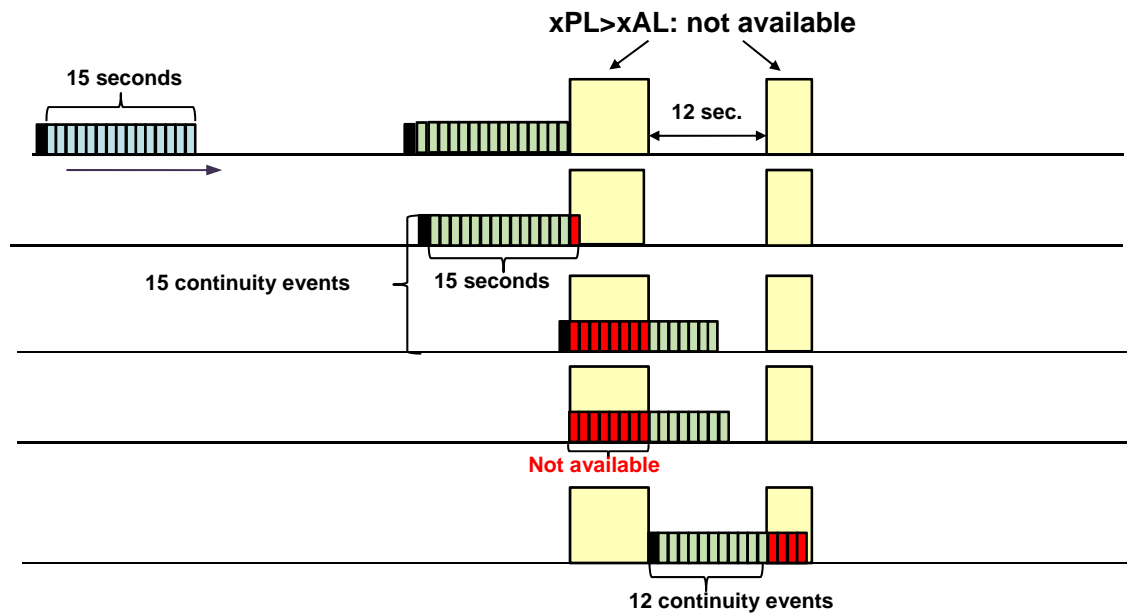 xPL>xAL: not available
15 seconds
12 sec.
15 continuity events
15 seconds
Not available
12 continuity events